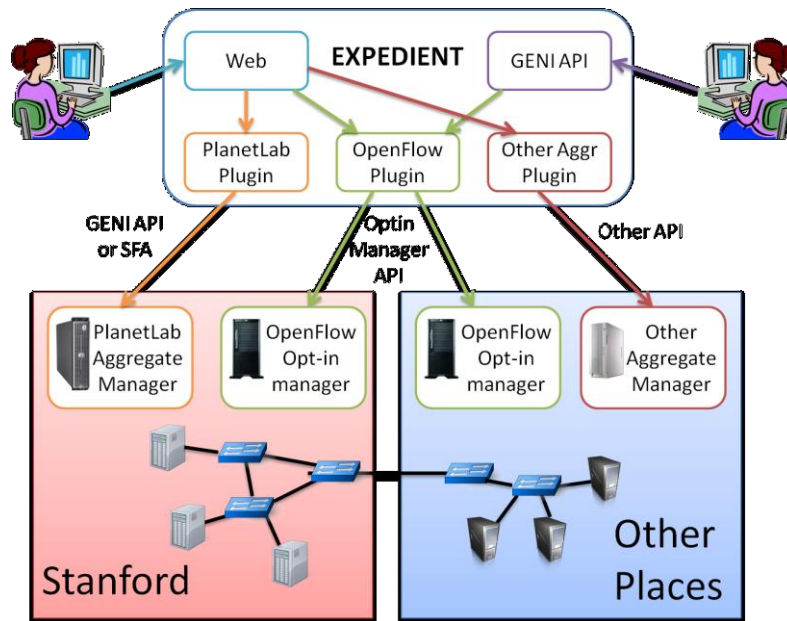 Web
EXPEDIENT
GENI API
PlanetLab
Plugin
OpenFlow
Plugin
Other Aggr
Plugin
GENI API
or SFA
Optin
Manager
API
Other API
PlanetLab
Aggregate
Manager
OpenFlow
Opt-in
manager
OpenFlow
Opt-in
manager
Other
Aggregate
Manager
Stanford
Other
Places